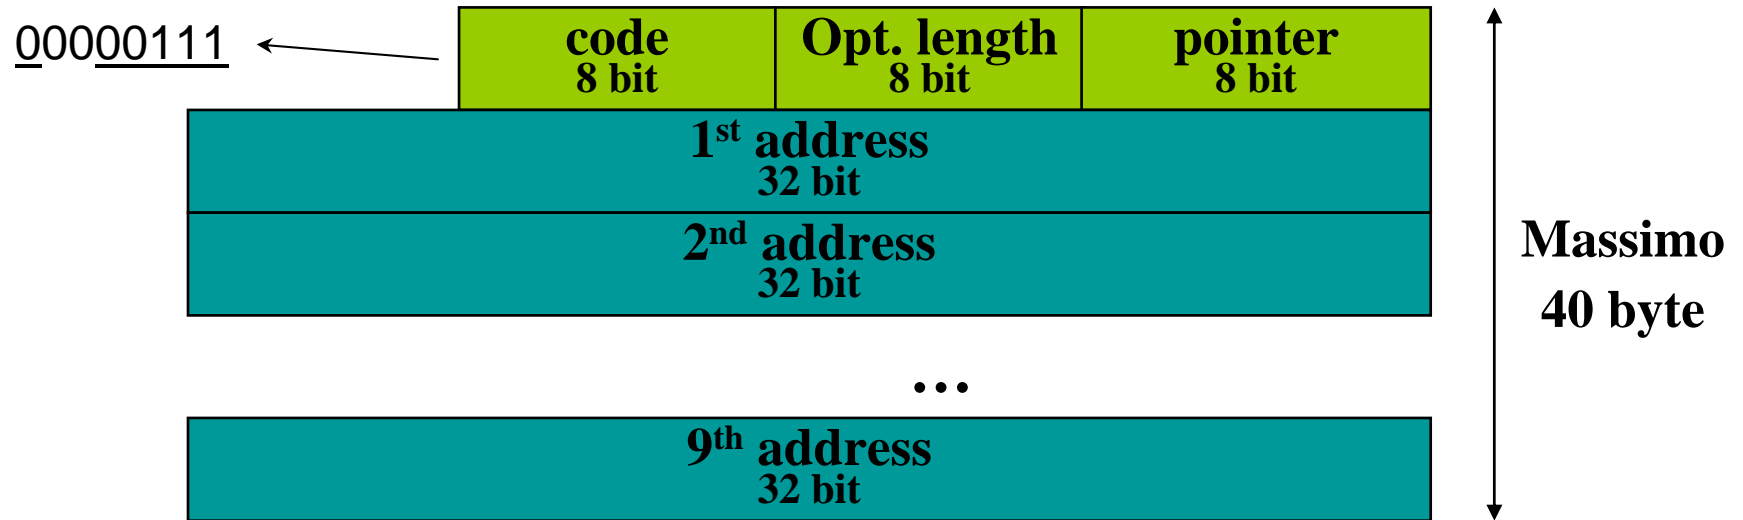 00000111
code Opt. length pointer
8 bit 8 bit 8 bit
1st address
32 bit
2nd address
32 bit
Massimo
40 byte
...
9th address
32 bit